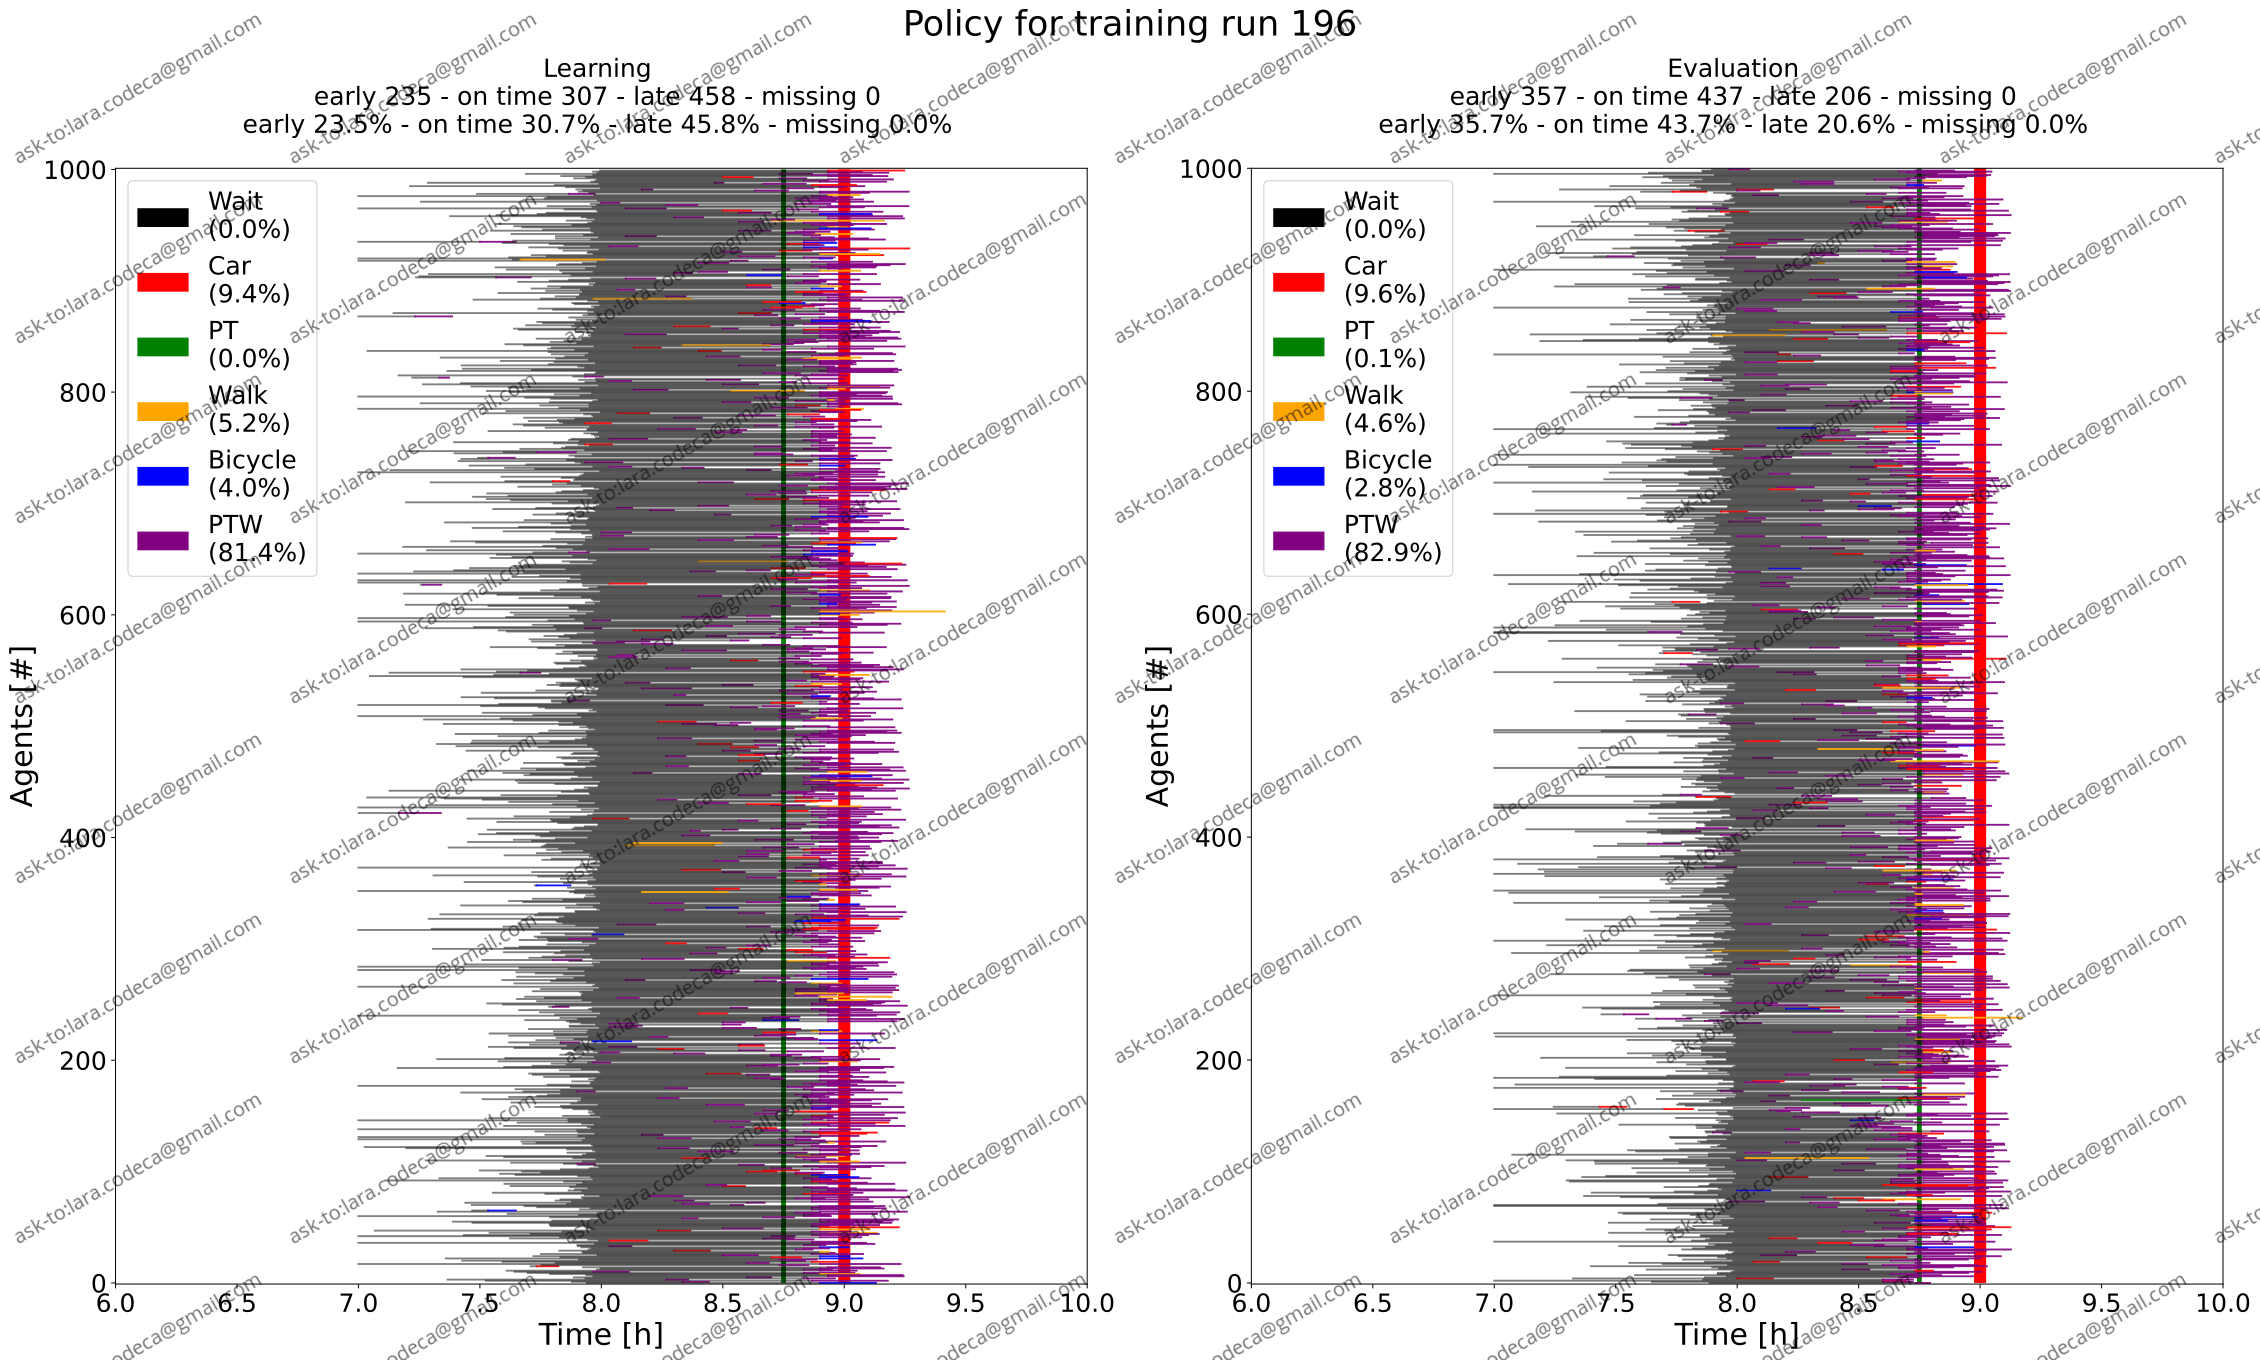 Policy for training run 196
Learning
early 235 - on time 307 - late 458 - missing 0
early 23.5% - on time 30.7% - late 45.8% - missing 0.0%
1000
800
600
400
200
0
Agents [#]
Wait
(0.0%)
Car
(9.4%)
PT
(0.0%)
Walk
(5.2%)
Bicycle
(4.0%)
PTW
(81.4%)
6.0 6.5 7.0 7.5 8.0 8.5 9.0 9.5 10.0
Time [h]
Evaluation
early 357 - on time 437 - late 206 - missing 0
early 35.7% - on time 43.7% - late 20.6% - missing 0.0%
1000
800
600
400
200
0
Agents [#]
Wait
(0.0%)
Car
(9.6%)
PT
(0.1%)
Walk
(4.6%)
Bicycle
(2.8%)
PTW
(82.9%)
6.0 6.5 7.0 7.5 8.0 8.5 9.0 9.5 10.0
Time [h]
ask-to:lara.codeca@gmail.com